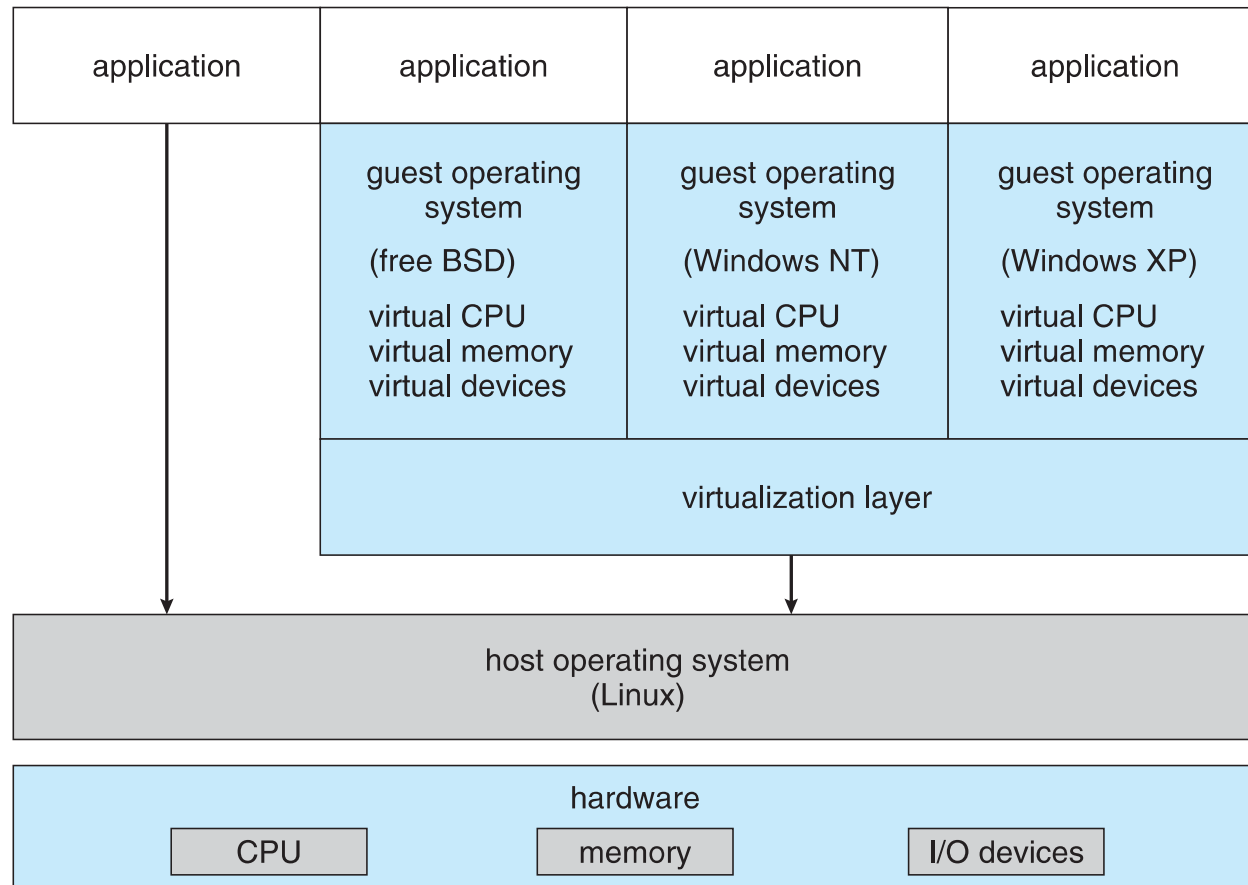 application
application
application
application
guest operating
system
(free BSD)
virtual CPU
virtual memory
virtual devices
guest operating
system
(Windows NT)
virtual CPU
virtual memory
virtual devices
guest operating
system
(Windows XP)
virtual CPU
virtual memory
virtual devices
virtualization layer
host operating system
(Linux)
hardware
CPU
memory
I/O devices